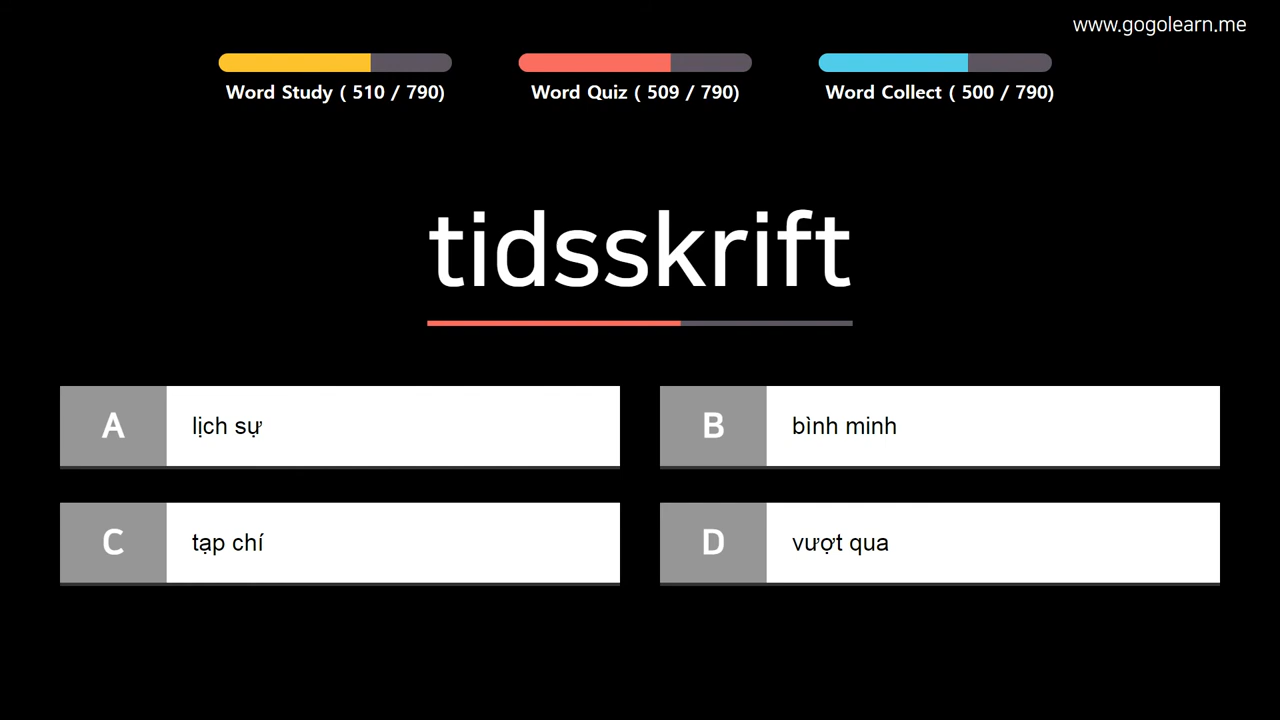 www.gogolearn.me
Word Study ( 510 / 790)
Word Quiz ( 509 / 790)
Word Collect ( 500 / 790)
tidsskrift
A lịch sự
B bình minh
C tạp chí
D vượt qua